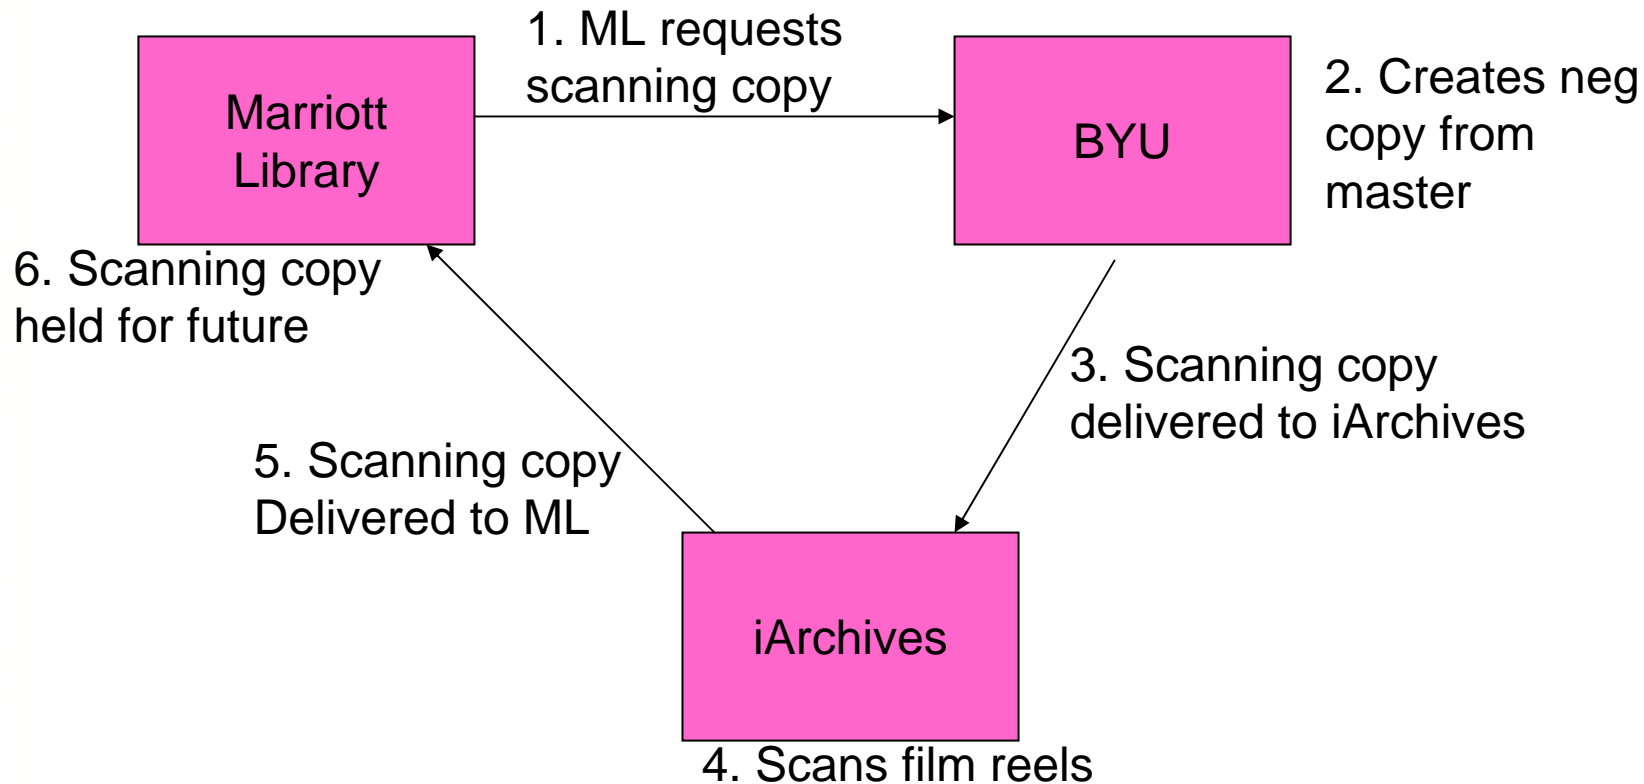 1. ML requests
scanning copy
Marriott
Library
BYU
2. Creates neg
copy from
master
6. Scanning copy
held for future
3. Scanning copy
delivered to iArchives
5. Scanning copy
Delivered to ML
iArchives
4. Scans film reels